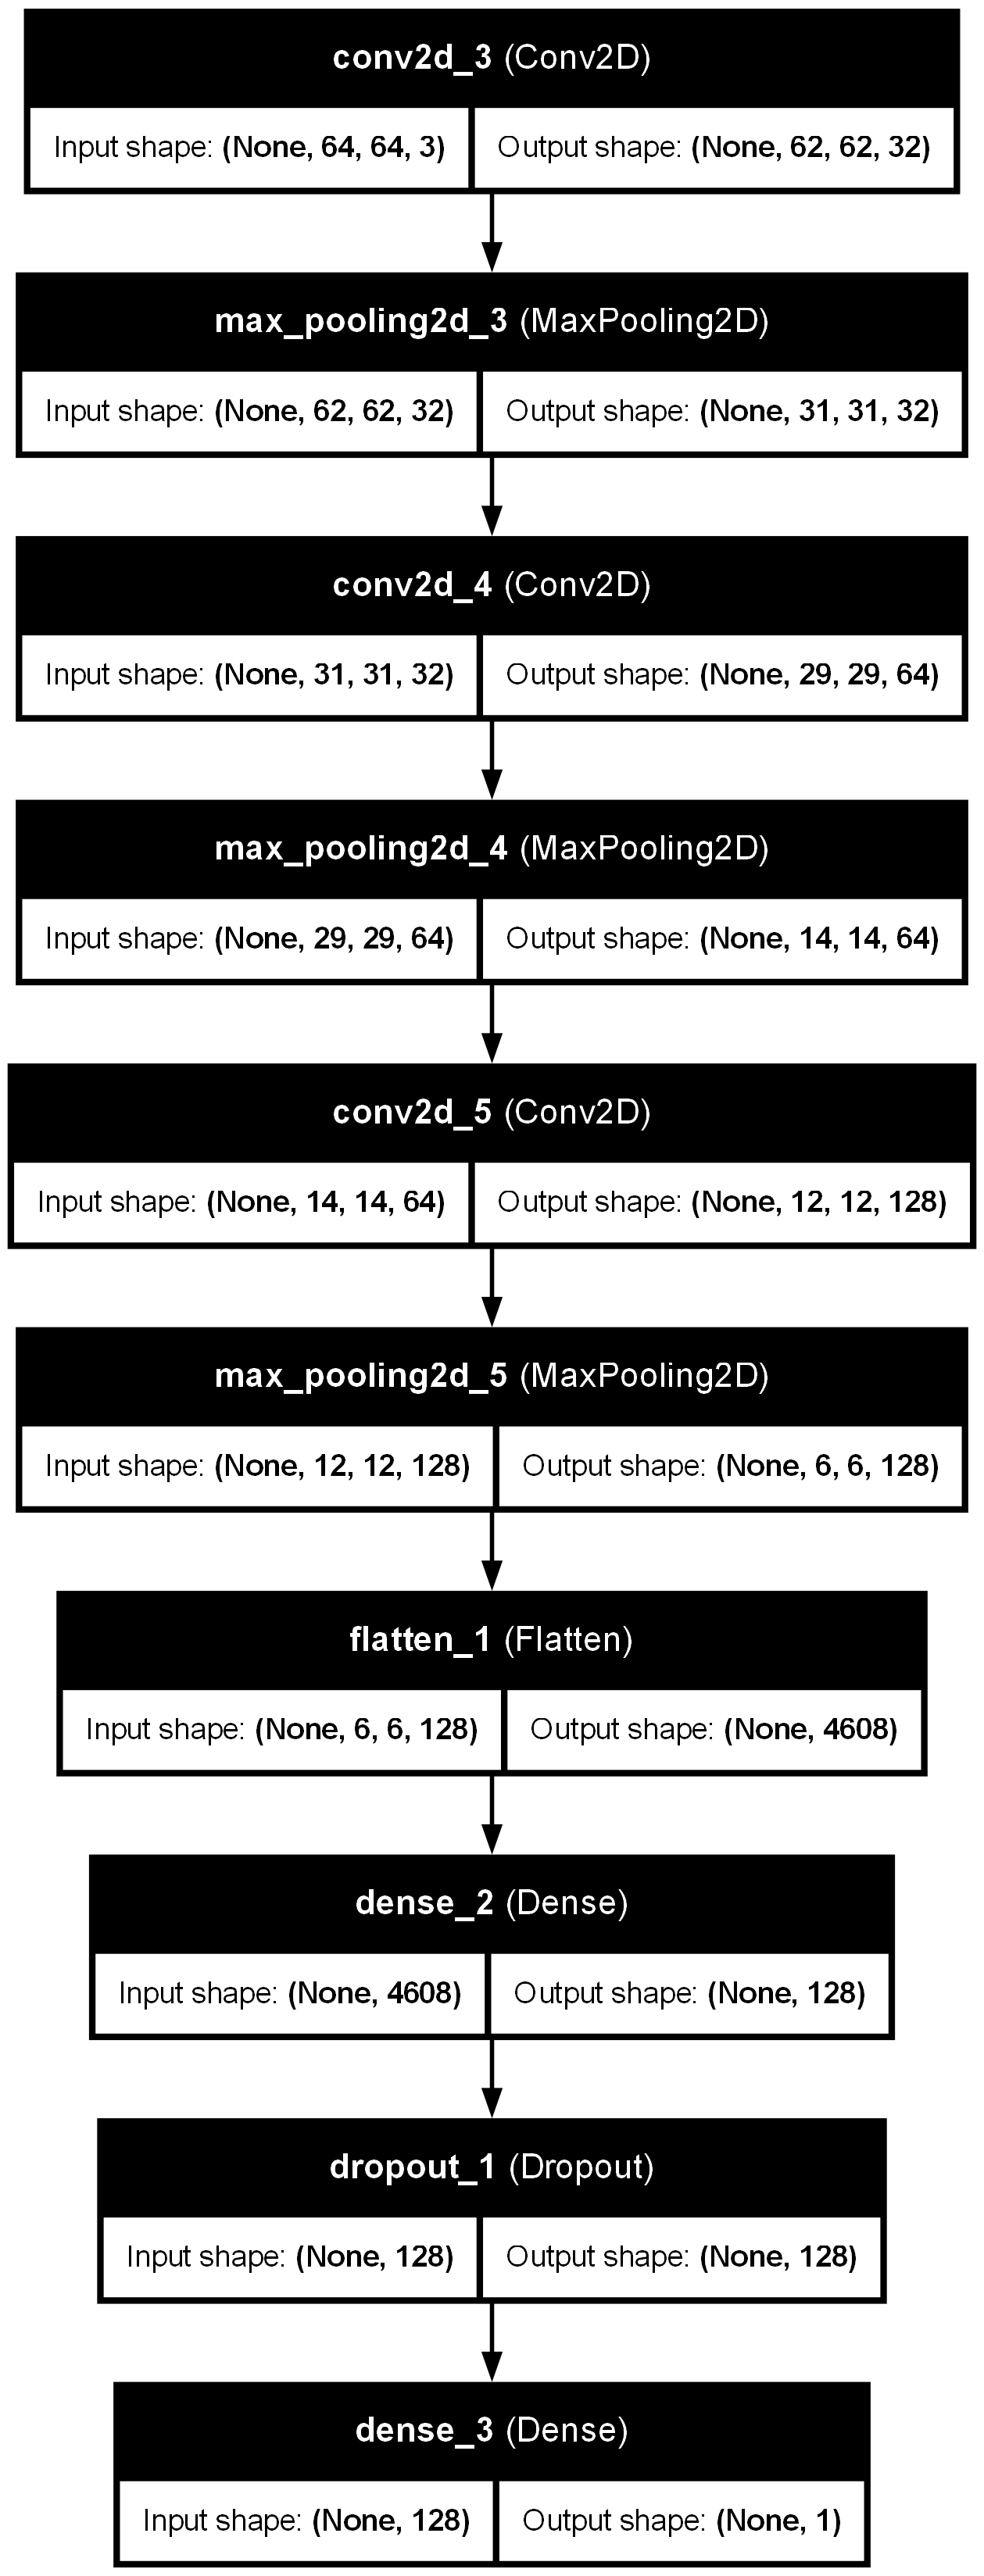 conv2d_3 (Conv2D)
Input shape: (None, 64, 64, 3) Output shape: (None, 62, 62, 32)
max_pooling2d_3 (MaxPooling2D)
Input shape: (None, 62, 62, 32) Output shape: (None, 31, 31, 32)
conv2d_4 (Conv2D)
Input shape: (None, 31, 31, 32) Output shape: (None, 29, 29, 64)
max_pooling2d_4 (MaxPooling2D)
Input shape: (None, 29, 29, 64) Output shape: (None, 14, 14, 64)
conv2d_5 (Conv2D)
Input shape: (None, 14, 14, 64) Output shape: (None, 12, 12, 128)
max_pooling2d_5 (MaxPooling2D)
Input shape: (None, 12, 12, 128) Output shape: (None, 6, 6, 128)
flatten_1 (Flatten)
Input shape: (None, 6, 6, 128) Output shape: (None, 4608)
dense_2 (Dense)
Input shape: (None, 4608) Output shape: (None, 128)
dropout_1 (Dropout)
Input shape: (None, 128) Output shape: (None, 128)
dense_3 (Dense)
Input shape: (None, 128) Output shape: (None, 1)